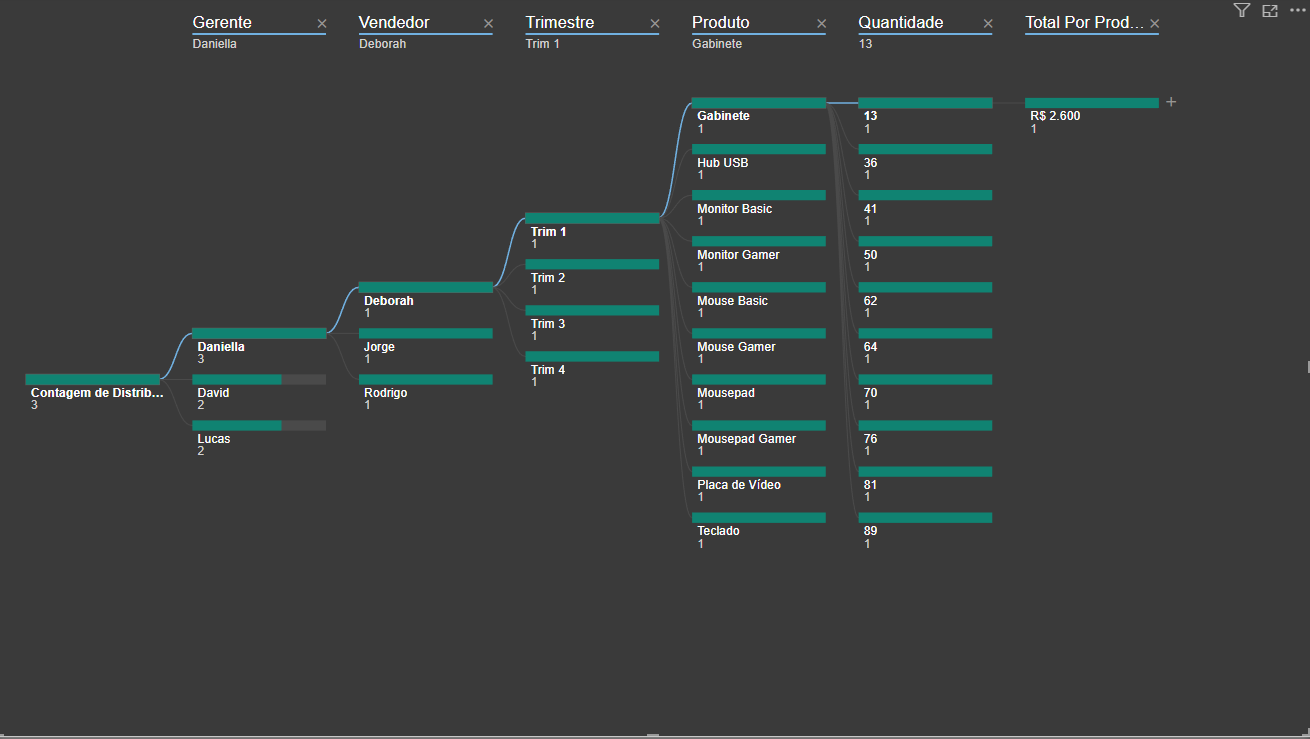 Gerente
Daniella
Vendedor
Deborah
Trimestre
Trim 1
Produto
Gabinete
Quantidade
13
Total Por Prod...
Contagem de Distrib...
3
Daniella
3
David
2
Lucas
2
Deborah
1
Jorge
1
Rodrigo
1
Trim 1
1
Trim 2
1
Trim 3
1
Trim 4
1
Gabinete
1
Hub USB
1
Monitor Basic
1
Monitor Gamer
1
Mouse Basic
1
Mouse Gamer
1
Mousepad
1
Mousepad Gamer
1
Placa de Vídeo
1
Teclado
1
13
1
36
1
41
1
50
1
62
1
64
1
70
1
76
1
81
1
89
1
R$ 2.600
1